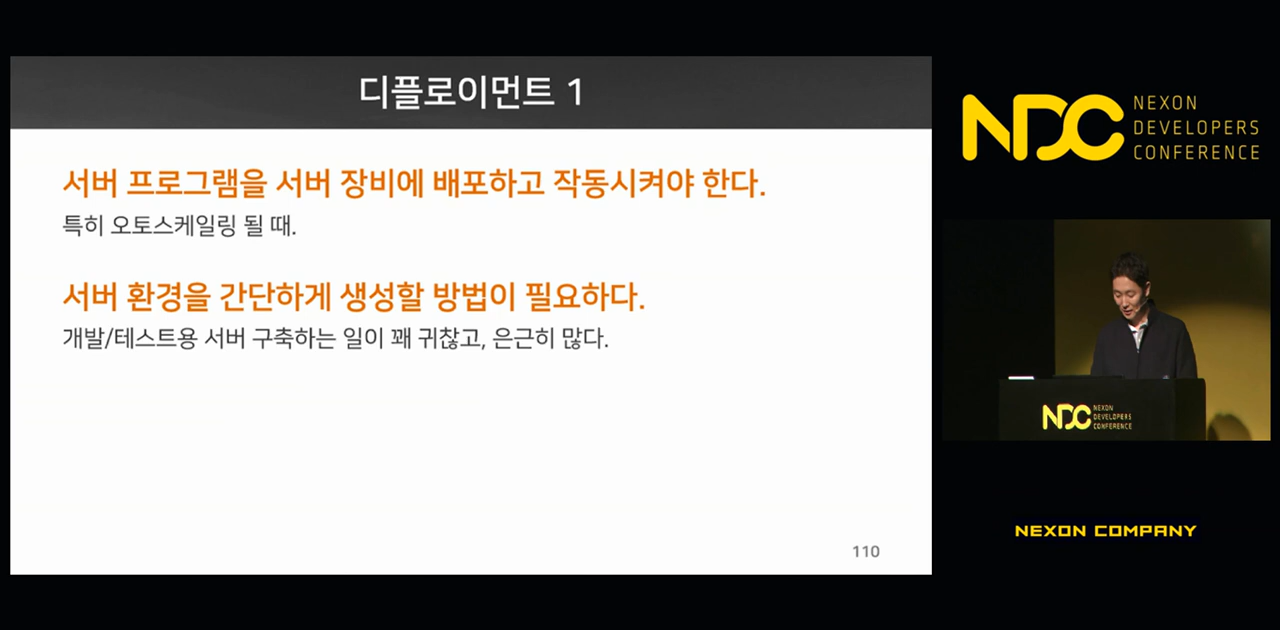 디플로이먼트 1
서버 프로그램을 서버 장비에 배포하고 작동시켜야 한다.
특히 오토스케일링 될 때.
서버 환경을 간단하게 생성할 방법이 필요하다.
개발/테스트용 서버 구축하는 일이 꽤 귀찮고, 은근히 많다.
110
NDC
NEXON
DEVELOPERS
CONFERENCE
NDC
NEXON
DEVELOPERS
CONFERENCE
NEXON COMPANY